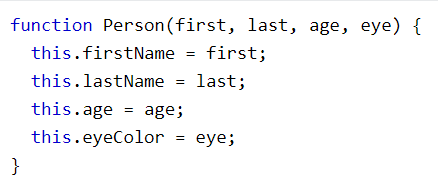 function Person(first, last, age, eye) {
  this.firstName = first;
  this.lastName = last;
  this.age = age;
  this.eyeColor = eye;
}